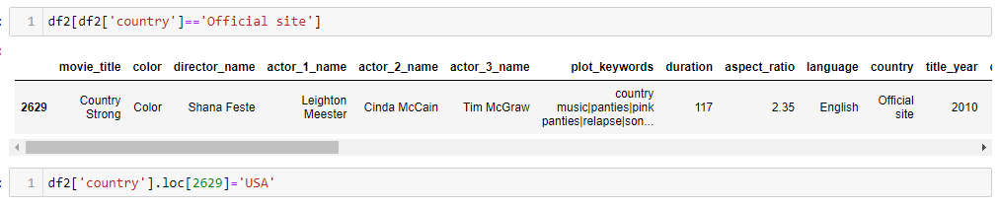 1 df2[df2['country']=='Official site']
movie_title color director_name actor_1_name actor_2_name actor_3_name plot_keywords duration aspect_ratio language country title_year
2629 Country Strong Color Shana Feste Leighton Meester Cinda McCain Tim McGraw country music|panties|pink panties|relapse|son... 117 2.35 English Official site 2010
1 df2['country'].loc[2629]='USA'